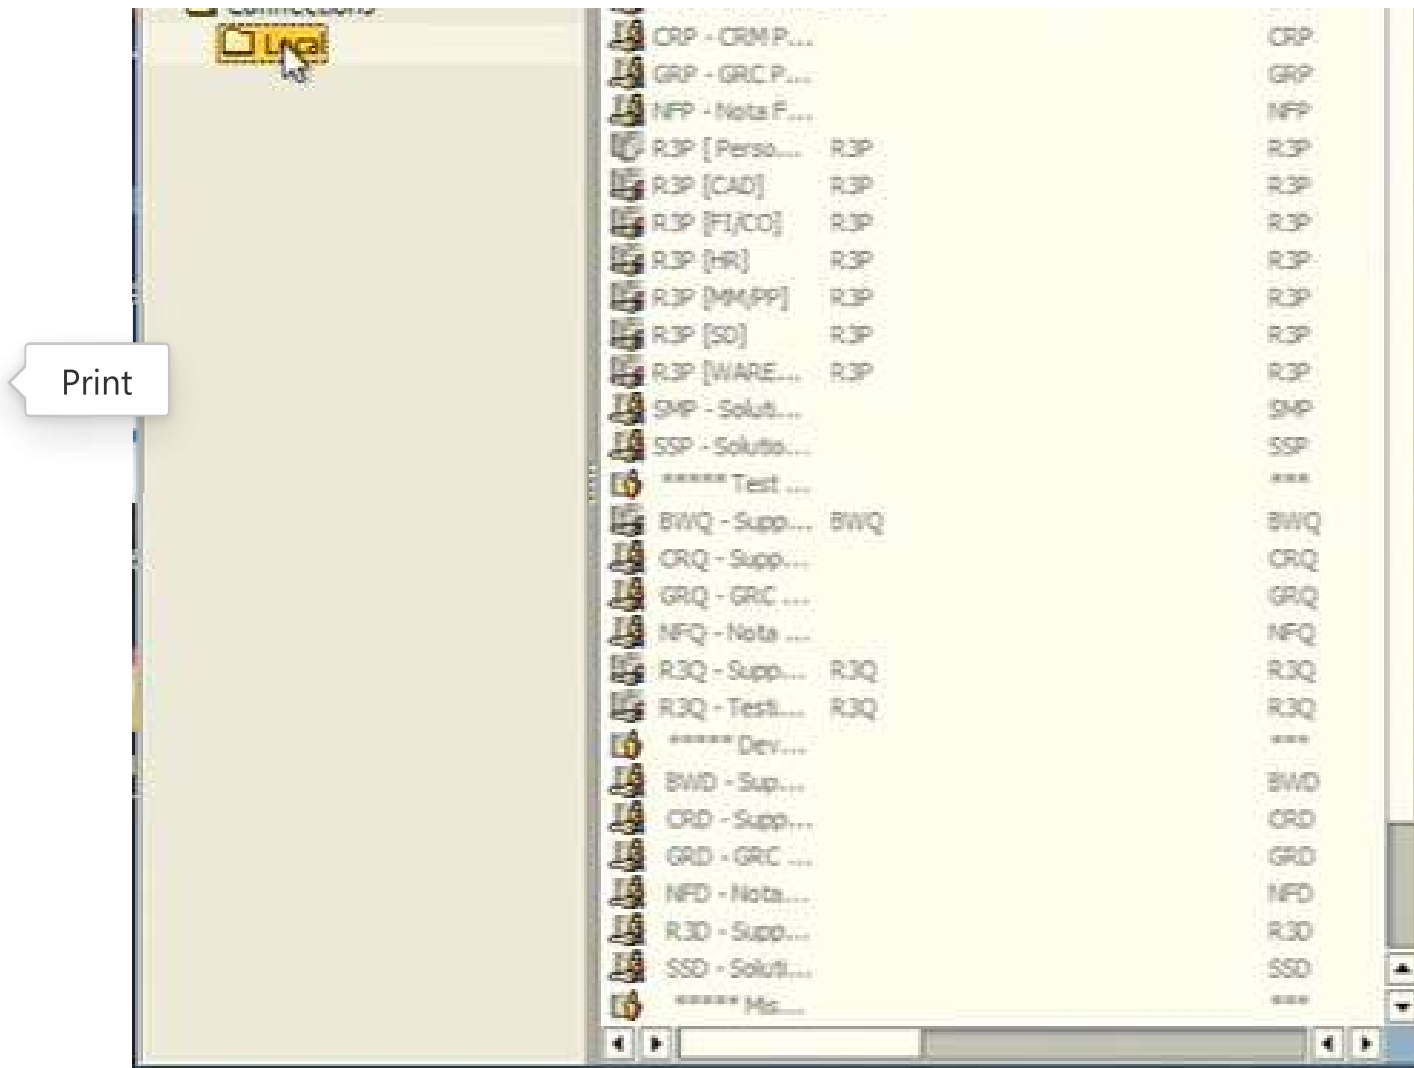 Connections
Local
CRP - CRM P... CRP
GRP - GRC P... GRP
NFP - Nota F... NFP
R3P [ Perso... R3P R3P
R3P [CAD] R3P R3P
R3P [FI/CO] R3P R3P
R3P [HR] R3P R3P
R3P [MM/PP] R3P R3P
R3P [SD] R3P R3P
Print
R3P [WARE... R3P R3P
SMP - Soluti... SMP
SSP - Solutio... SSP
***** Test ... ***
BWQ - Supp... BWQ BWQ
CRQ - Supp... CRQ
GRQ - GRC ... GRQ
NFQ - Nota ... NFQ
R3Q - Supp... R3Q R3Q
R3Q - Testi... R3Q R3Q
***** Dev... ***
BWD - Sup... BWD
CRD - Supp... CRD
GRD - GRC ... GRD
NFD - Nota... NFD
R3D - Supp... R3D
SSD - Soluti... SSD
***** Mis... ***